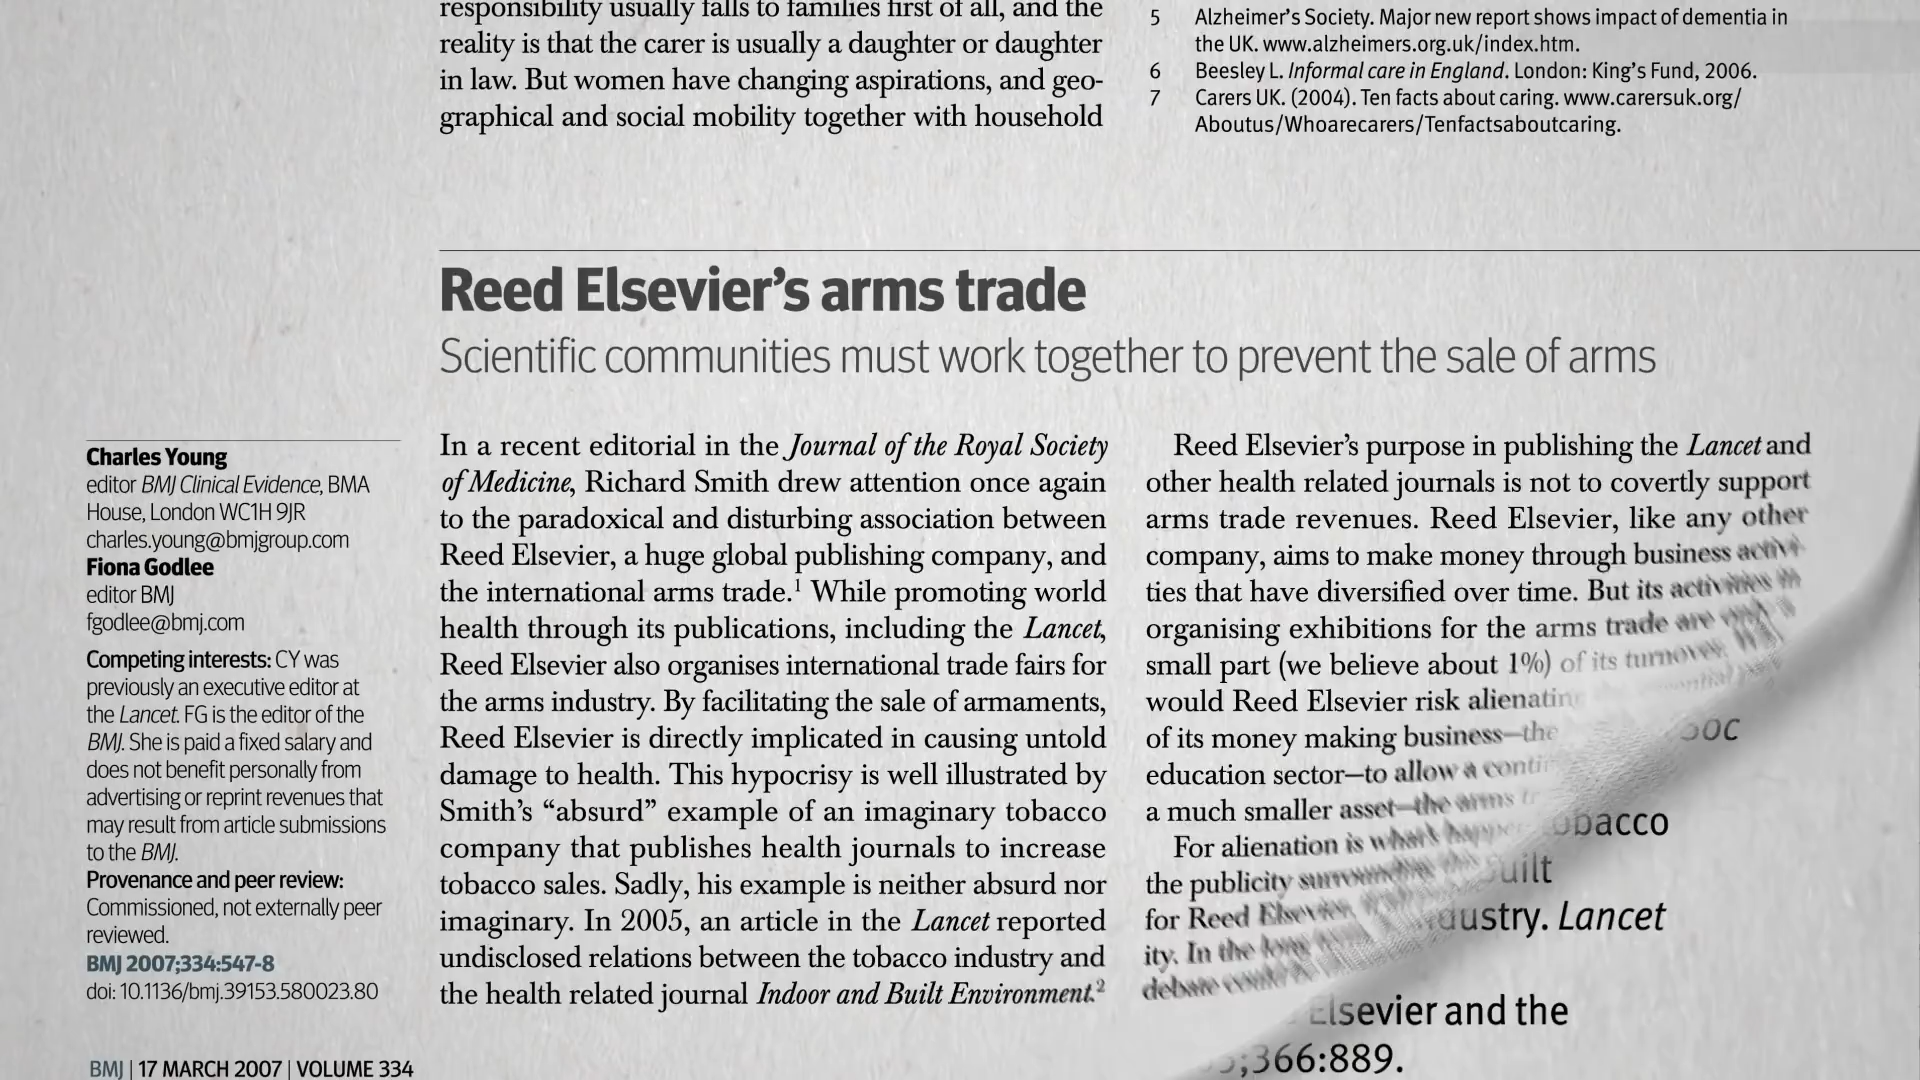 responsibility usually falls to families first of all, and the
reality is that the carer is usually a daughter or daughter
in law. But women have changing aspirations, and geo-
graphical and social mobility together with household
5 Alzheimer's Society. Major new report shows impact of dementia in
the UK. www.alzheimers.org.uk/index.htm.
6 Beesley L. Informal care in England. London: King's Fund, 2006.
7 Carers UK. (2004). Ten facts about caring. www.carersuk.org/
Aboutus/Whoarecarers/Tenfactsaboutcaring.
Reed Elsevier's arms trade
Scientific communities must work together to prevent the sale of arms
Charles Young
editor BMJ Clinical Evidence, BMA
House, London WC1H 9JR
charles.young@bmjgroup.com
Fiona Godlee
editor BMJ
fgodlee@bmj.com
Competing interests: CY was
previously an executive editor at
the Lancet. FG is the editor of the
BMJ. She is paid a fixed salary and
does not benefit personally from
advertising or reprint revenues that
may result from article submissions
to the BMJ.
Provenance and peer review:
Commissioned, not externally peer
reviewed.
BMJ 2007;334:547-8
doi: 10.1136/bmj.39153.580023.80
In a recent editorial in the Journal of the Royal Society
of Medicine, Richard Smith drew attention once again
to the paradoxical and disturbing association between
Reed Elsevier, a huge global publishing company, and
the international arms trade.1 While promoting world
health through its publications, including the Lancet,
Reed Elsevier also organises international trade fairs for
the arms industry. By facilitating the sale of armaments,
Reed Elsevier is directly implicated in causing untold
damage to health. This hypocrisy is well illustrated by
Smith's “absurd” example of an imaginary tobacco
company that publishes health journals to increase
tobacco sales. Sadly, his example is neither absurd nor
imaginary. In 2005, an article in the Lancet reported
undisclosed relations between the tobacco industry and
the health related journal Indoor and Built Environment.2
Reed Elsevier's purpose in publishing the Lancet and
other health related journals is not to covertly support
arms trade revenues. Reed Elsevier, like any other
company, aims to make money through business activi-
ties that have diversified over time. But its activities in
organising exhibitions for the arms trade are only a
small part (we believe about 1%) of its turnover.
would Reed Elsevier risk
of its money making business—the
education sector—to allow a
a much smaller asset—the arms
For alienation is what
the publicity surrounding
for Reed Elsevier
ity. In the long
debate
Lancet
Elsevier and the
;366:889.
BMJ | 17 MARCH 2007 | VOLUME 334